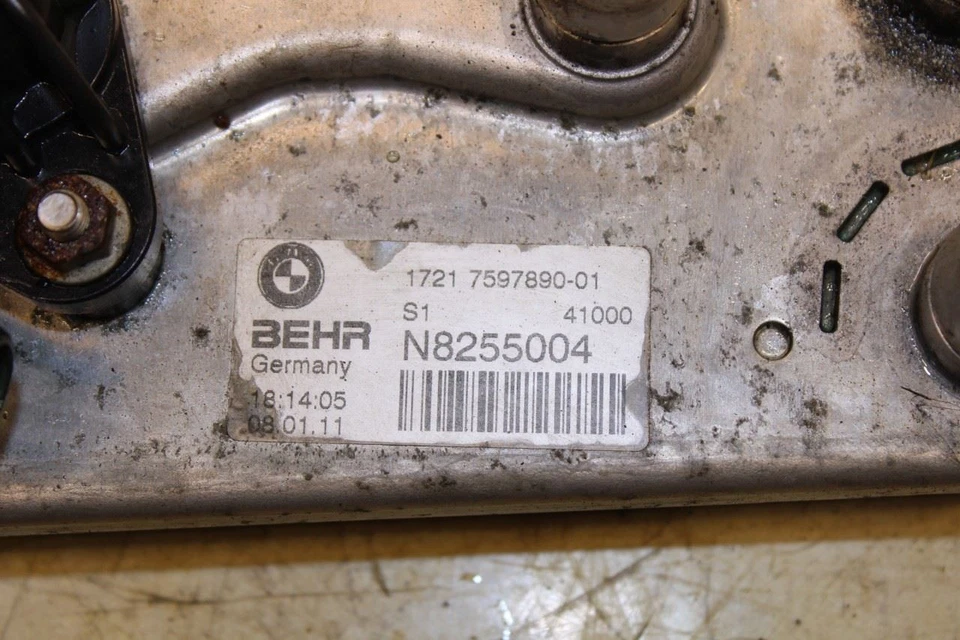 1721 7597890-01
S1 41000
BEHR N8255004
Germany
18:14:05
08.01.11